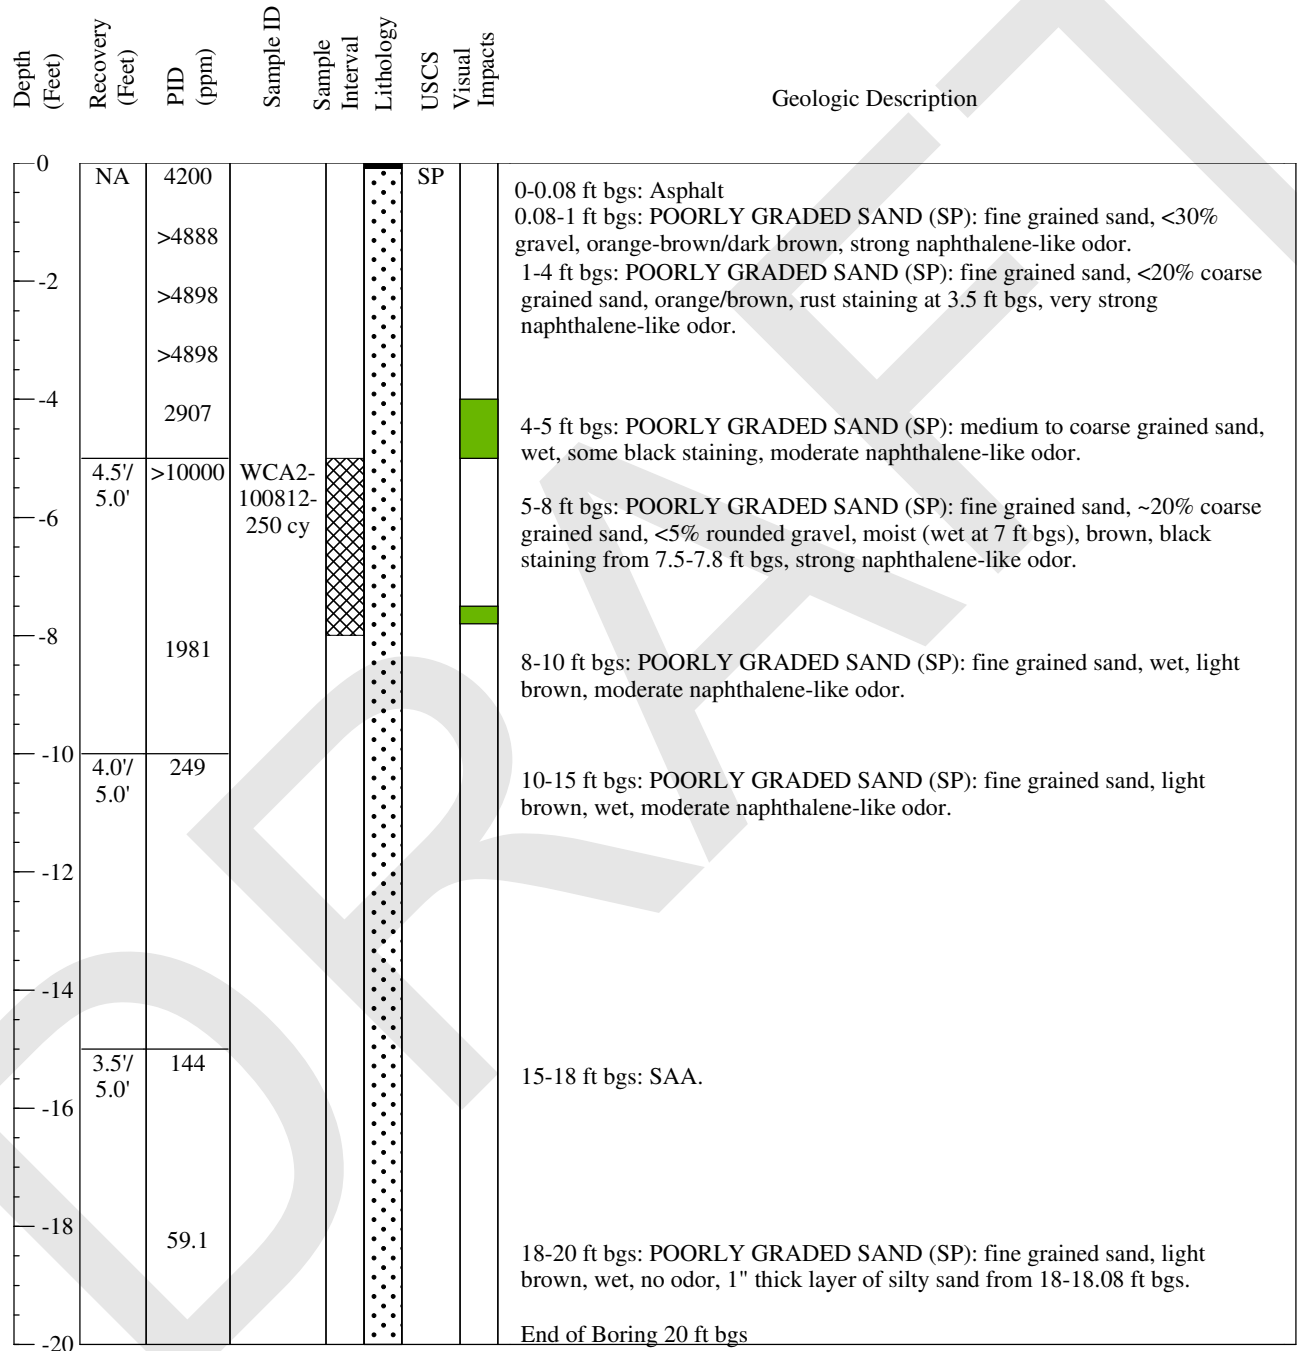 Depth
(Feet)
Recovery
(Feet)
PID
(ppm)
Sample ID
Sample
Interval
Lithology
USCS
Visual
Impacts
Geologic Description
0
NA
4200
SP
0-0.08 ft bgs: Asphalt
0.08-1 ft bgs: POORLY GRADED SAND (SP): fine grained sand, <30%
gravel, orange-brown/dark brown, strong naphthalene-like odor.
>4888
1-4 ft bgs: POORLY GRADED SAND (SP): fine grained sand, <20% coarse
grained sand, orange/brown, rust staining at 3.5 ft bgs, very strong
naphthalene-like odor.
-2
>4898
>4898
-4
2907
4-5 ft bgs: POORLY GRADED SAND (SP): medium to coarse grained sand,
wet, some black staining, moderate naphthalene-like odor.
4.5'/
5.0'
>10000
WCA2-
100812-
250 cy
-6
5-8 ft bgs: POORLY GRADED SAND (SP): fine grained sand, ~20% coarse
grained sand, <5% rounded gravel, moist (wet at 7 ft bgs), brown, black
staining from 7.5-7.8 ft bgs, strong naphthalene-like odor.
-8
1981
8-10 ft bgs: POORLY GRADED SAND (SP): fine grained sand, wet, light
brown, moderate naphthalene-like odor.
-10
4.0'/
5.0'
249
10-15 ft bgs: POORLY GRADED SAND (SP): fine grained sand, light
brown, wet, moderate naphthalene-like odor.
-12
-14
3.5'/
5.0'
144
15-18 ft bgs: SAA.
-16
-18
59.1
18-20 ft bgs: POORLY GRADED SAND (SP): fine grained sand, light
brown, wet, no odor, 1" thick layer of silty sand from 18-18.08 ft bgs.
End of Boring 20 ft bgs
-20
DRAFT